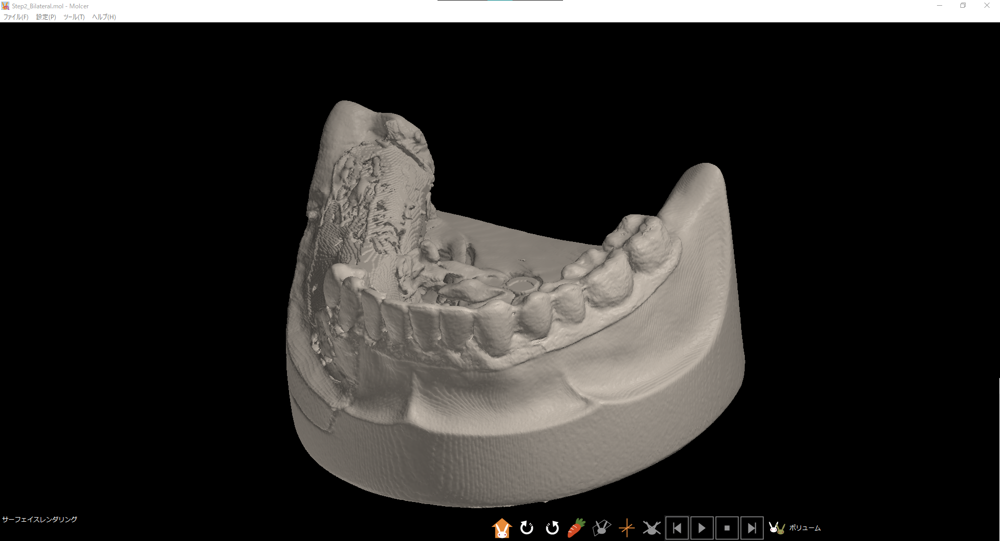 Step2_Bilateral.mol - Molcer
ファイル(F) 設定(P) ツール(T) ヘルプ(H)
サーフェイスレンダリング
ボリューム